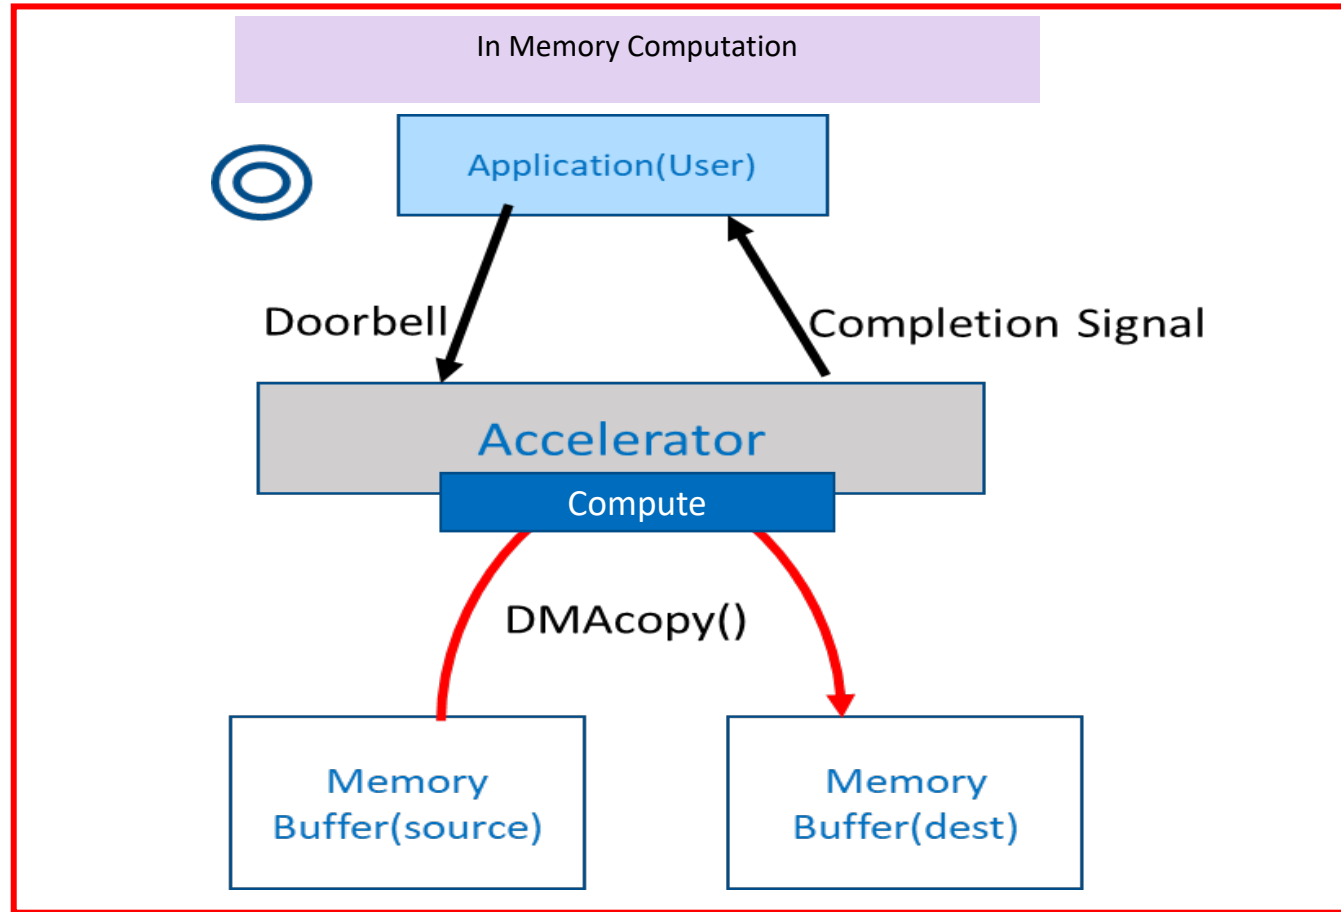 In Memory Computation
Application(User)
Doorbell
Completion Signal
Accelerator
Compute
DMAcopy()
Memory
Buffer(source)
Memory
Buffer(dest)